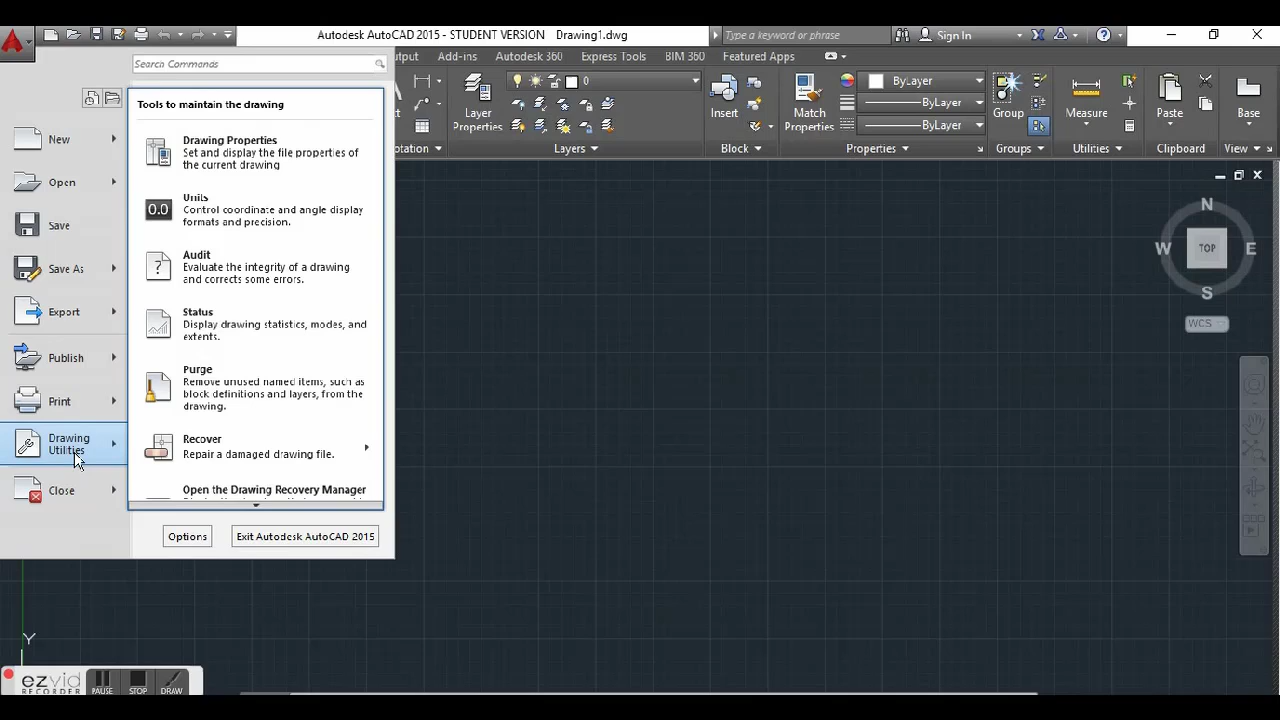 Autodesk AutoCAD 2015 - STUDENT VERSION Drawing1.dwg
Type a keyword or phrase
Sign In
Search Commands
Autodesk 360 Express Tools BIM 360 Featured Apps
0
ByLayer
ByLayer
ByLayer
Layer
Properties
Insert
Match
Properties
Group
Measure
Paste
Base
Layers
Block
Properties
Groups
Utilities
Clipboard
View
New
Open
Save
Save As
Export
Publish
Print
Drawing
Utilities
Close
Tools to maintain the drawing
Drawing Properties
Set and display the file properties of
the current drawing
0.0
Units
Control coordinate and angle display
formats and precision.
Audit
Evaluate the integrity of a drawing
and corrects some errors.
Status
Display drawing statistics, modes, and
extents.
Purge
Remove unused named items, such as
block definitions and layers, from the
drawing.
Recover
Repair a damaged drawing file.
Open the Drawing Recovery Manager
Options
Exit Autodesk AutoCAD 2015
N
W TOP E
S
WCS
Y
ezvid
RECORDER
PAUSE STOP DRAW